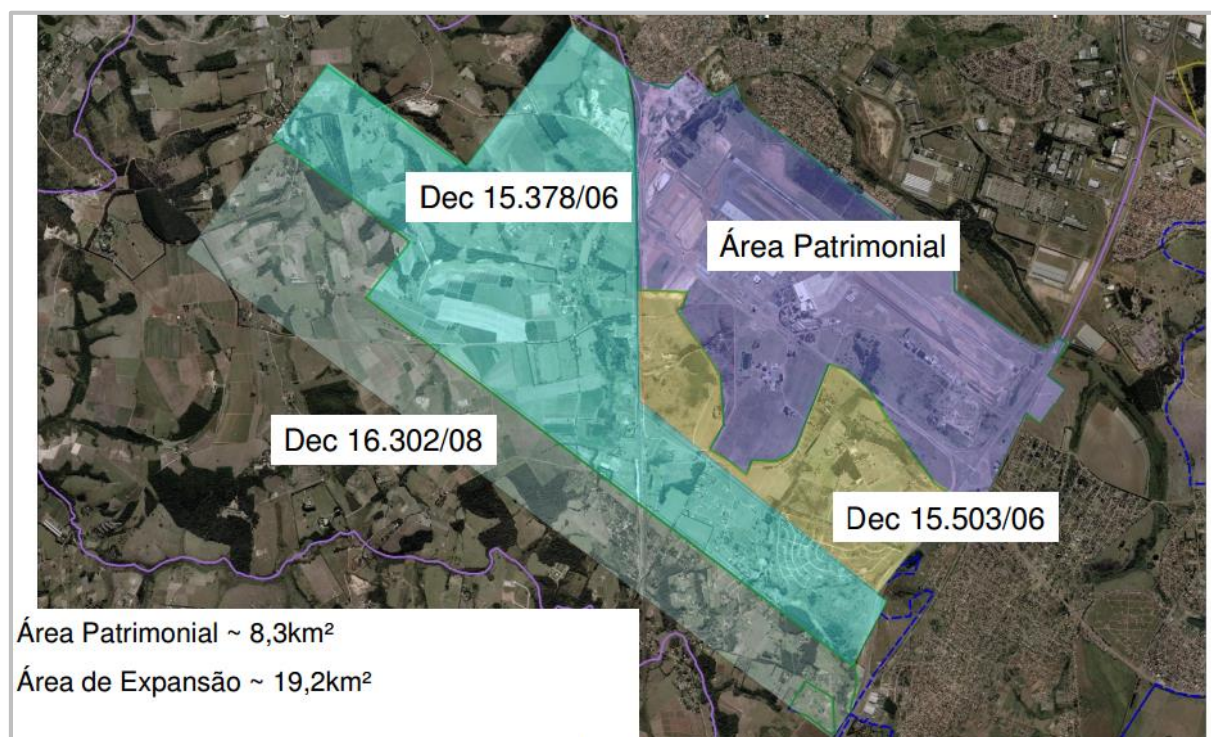 Dec 15.378/06
Área Patrimonial
Dec 16.302/08
Dec 15.503/06
Área Patrimonial ~ 8,3km²
Área de Expansão ~ 19,2km²